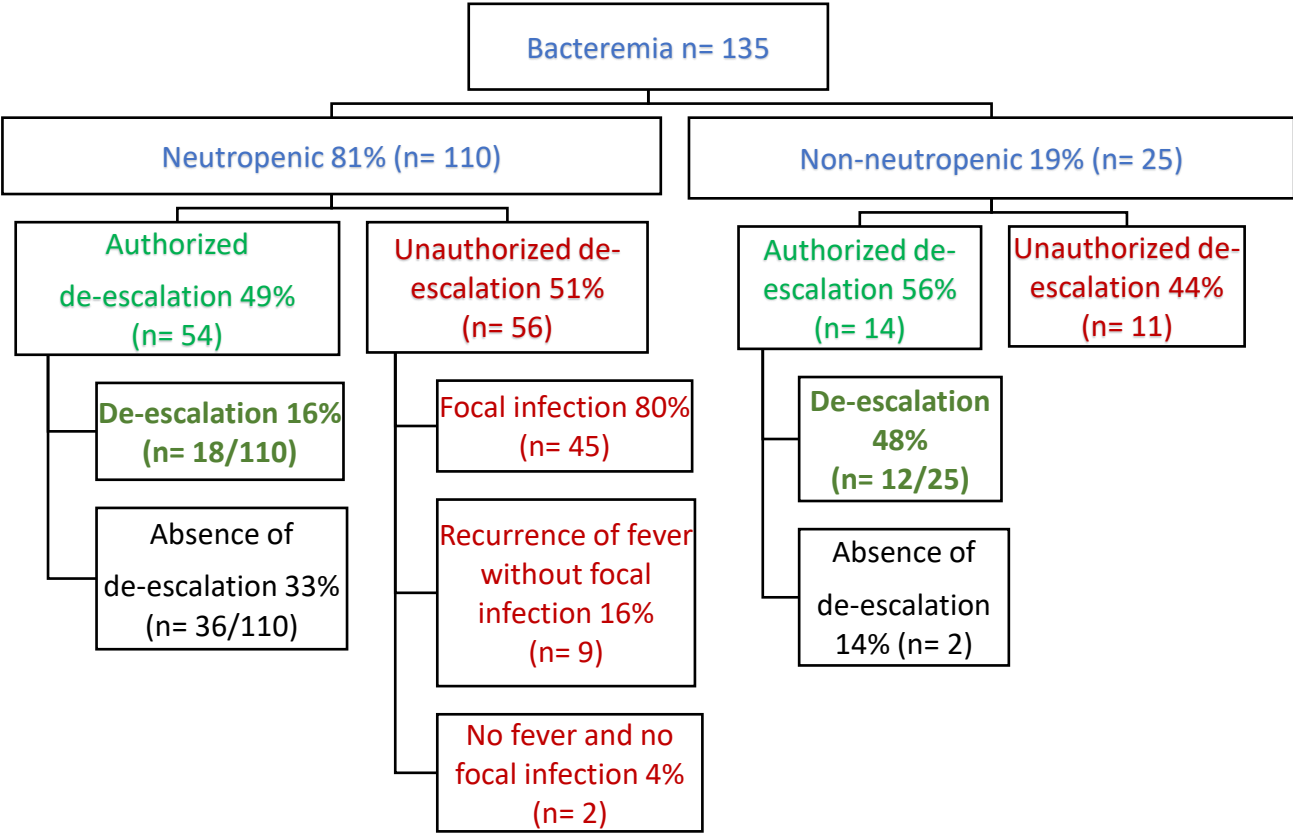 Bacteremia n= 135
Neutropenic 81% (n= 110)
Non-neutropenic 19% (n= 25)
Authorized
de-escalation 49%
(n= 54)
Unauthorized de-
escalation 51%
(n= 56)
Authorized de-
escalation 56%
(n= 14)
Unauthorized de-
escalation 44%
(n= 11)
De-escalation 16%
(n= 18/110)
Absence of
de-escalation 33%
(n= 36/110)
Focal infection 80%
(n= 45)
Recurrence of fever
without focal
infection 16%
(n= 9)
No fever and no
focal infection 4%
(n= 2)
De-escalation
48%
(n= 12/25)
Absence of
de-escalation
14% (n= 2)